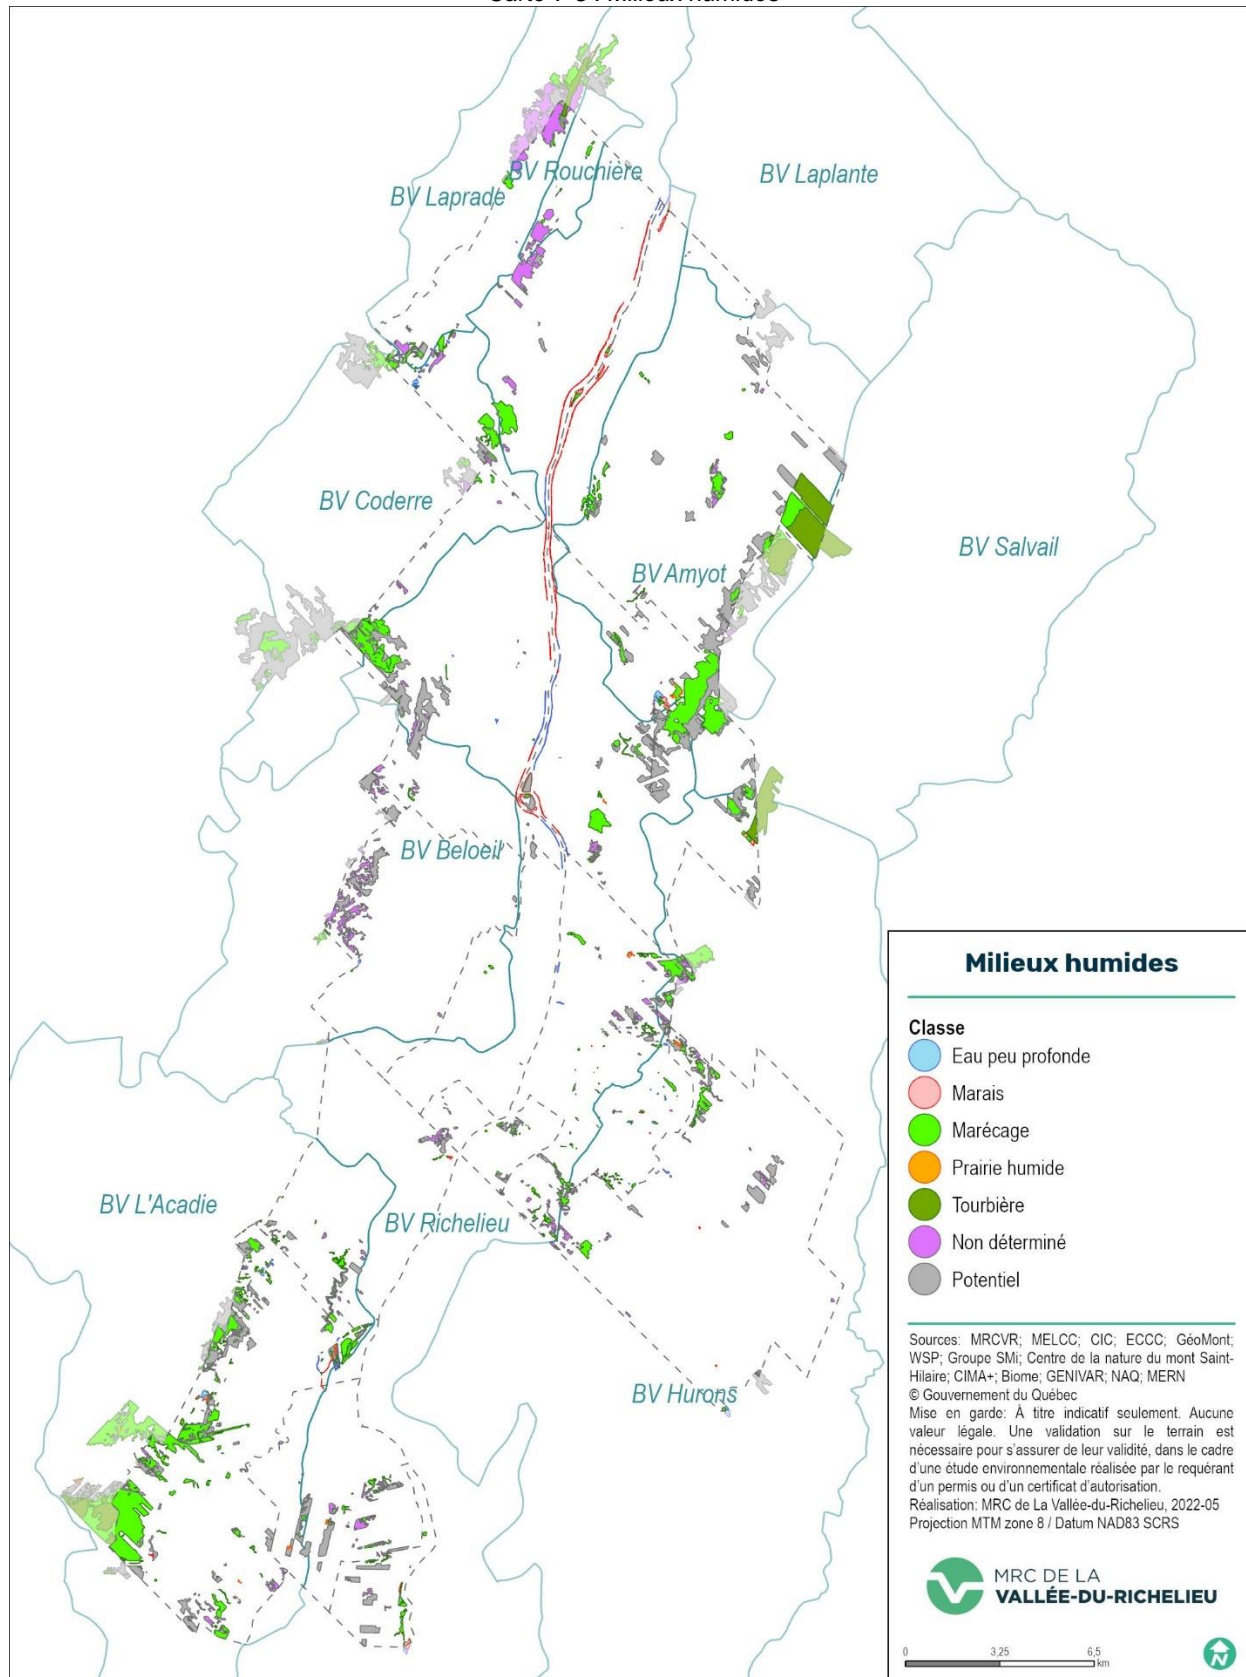 BV Rouchière
BV Laplante
BV Laprade
BV Coderre
BV Salvail
BV Amyot
BV Beloeil
BV L'Acadie
BV Richelieu
BV Hurons
Milieux humides
Classe
Eau peu profonde
Marais
Marécage
Prairie humide
Tourbière
Non déterminé
Potentiel
Sources: MRCVR; MELCC; CIC; ECCC; GéoMont;
WSP; Groupe SMi; Centre de la nature du mont Saint-
Hilaire; CIMA+; Biome; GENIVAR; NAQ; MERN
© Gouvernement du Québec
Mise en garde: À titre indicatif seulement. Aucune
valeur légale. Une validation sur le terrain est
nécessaire pour s'assurer de leur validité, dans le cadre
d'une étude environnementale réalisée par le requérant
d'un permis ou d'un certificat d'autorisation.
Réalisation: MRC de La Vallée-du-Richelieu, 2022-05
Projection MTM zone 8 / Datum NAD83 SCRS
MRC DE LA
VALLÉE-DU-RICHELIEU
0 3,25 6,5
km
N